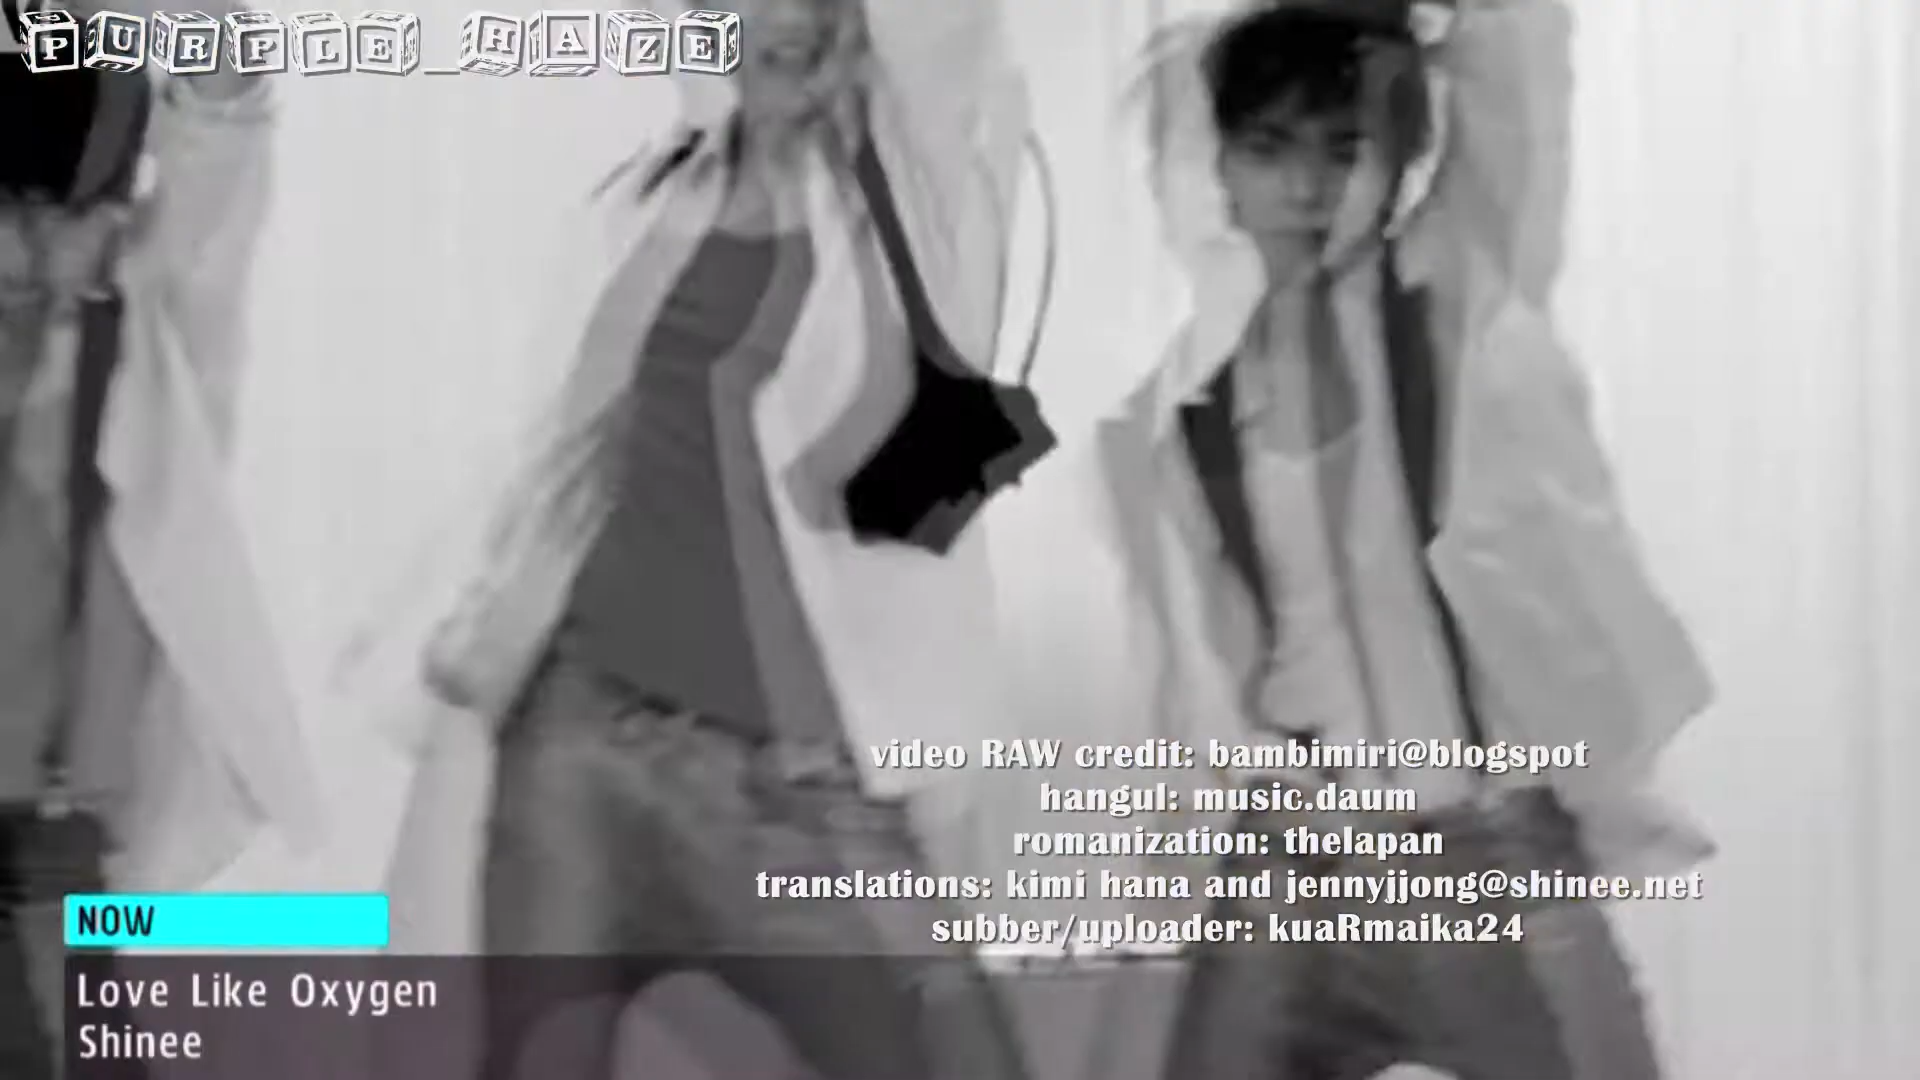 PURPLE_HAZE
video RAW credit: bambimiri@blogspot
hangul: music.daum
romanization: thelapan
translations: kimi hana and jennyjjong@shinee.net
subber/uploader: kuaRmaika24
NOW
Love Like Oxygen
Shinee